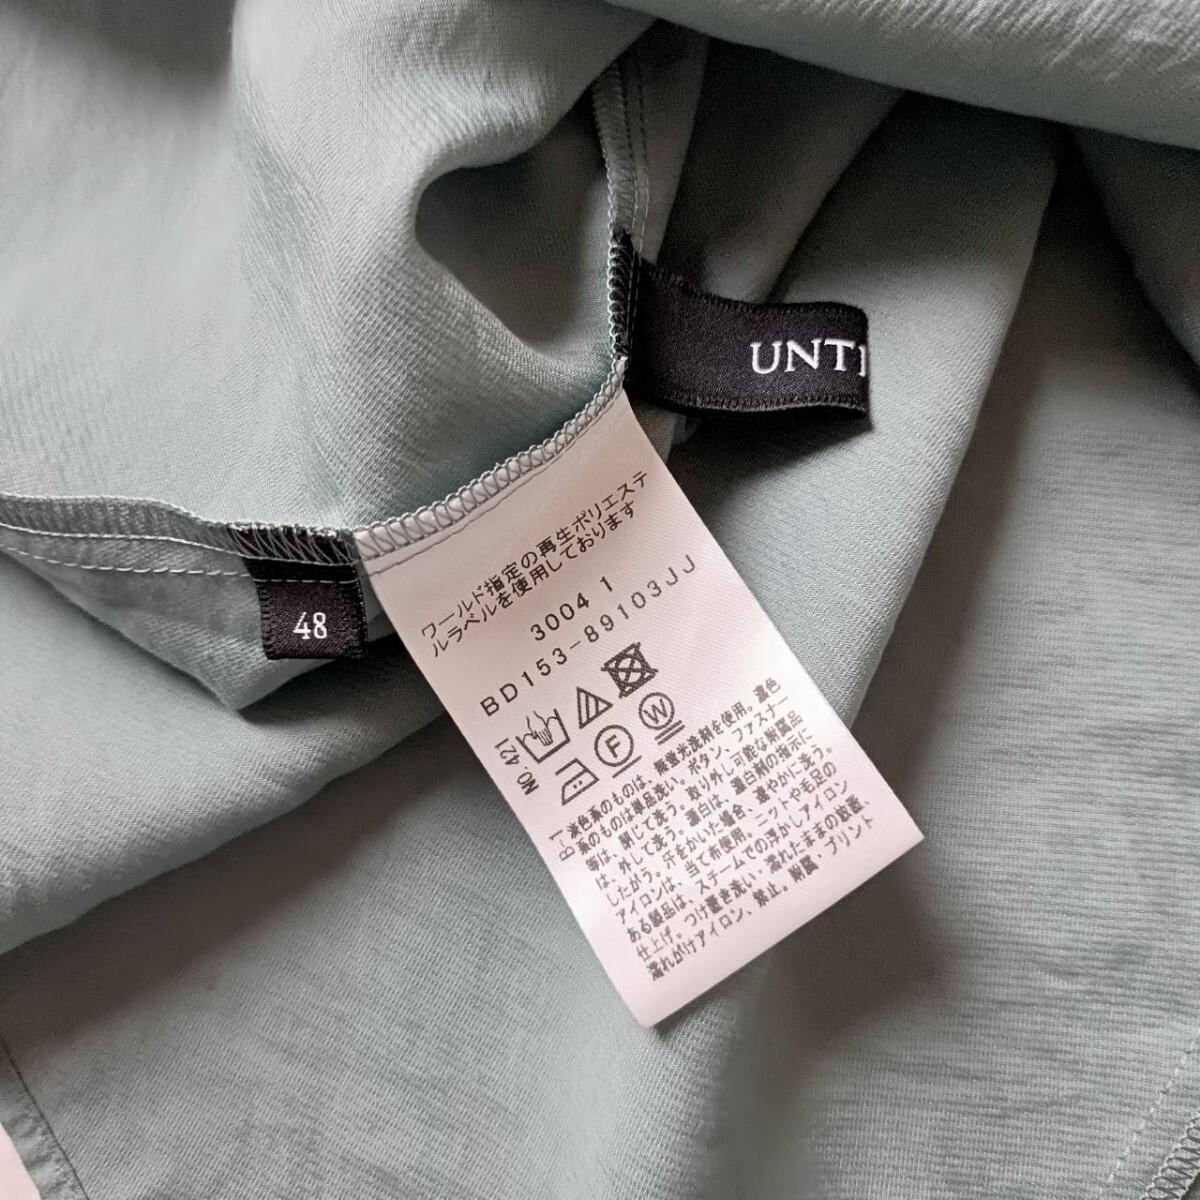 UNTI
48
ワールド指定の再生ポリエステ
ルラベルを使用しております
3004 1
BD153-89103JJ
NO.421
F W
B-1 淡色系のものは、無蛍光洗剤を使用。濃色
系のものは単品洗い。ボタン、ファスナー
等は、閉じて洗う。取り外し可能な附属品
は、外して洗う。漂白は、漂白剤の指示に
したがう。汗をかいた場合、速やかに洗う。
アイロンは、当て布使用。ニットや毛足の
ある製品は、スチームでの浮かしアイロン
仕上げ。つけ置き洗い・濡れたままの放置、
濡れがけアイロン、禁止。附属・プリント